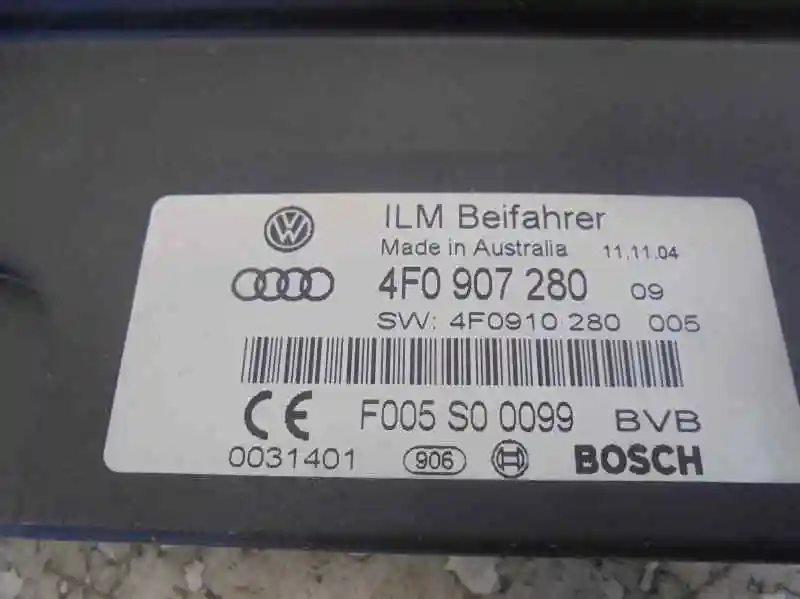 ILM Beifahrer
Made in Australia 11.11.04
4F0 907 280 09
SW: 4F0910 280 005
CE F005 S0 0099 BVB
0031401 906 BOSCH